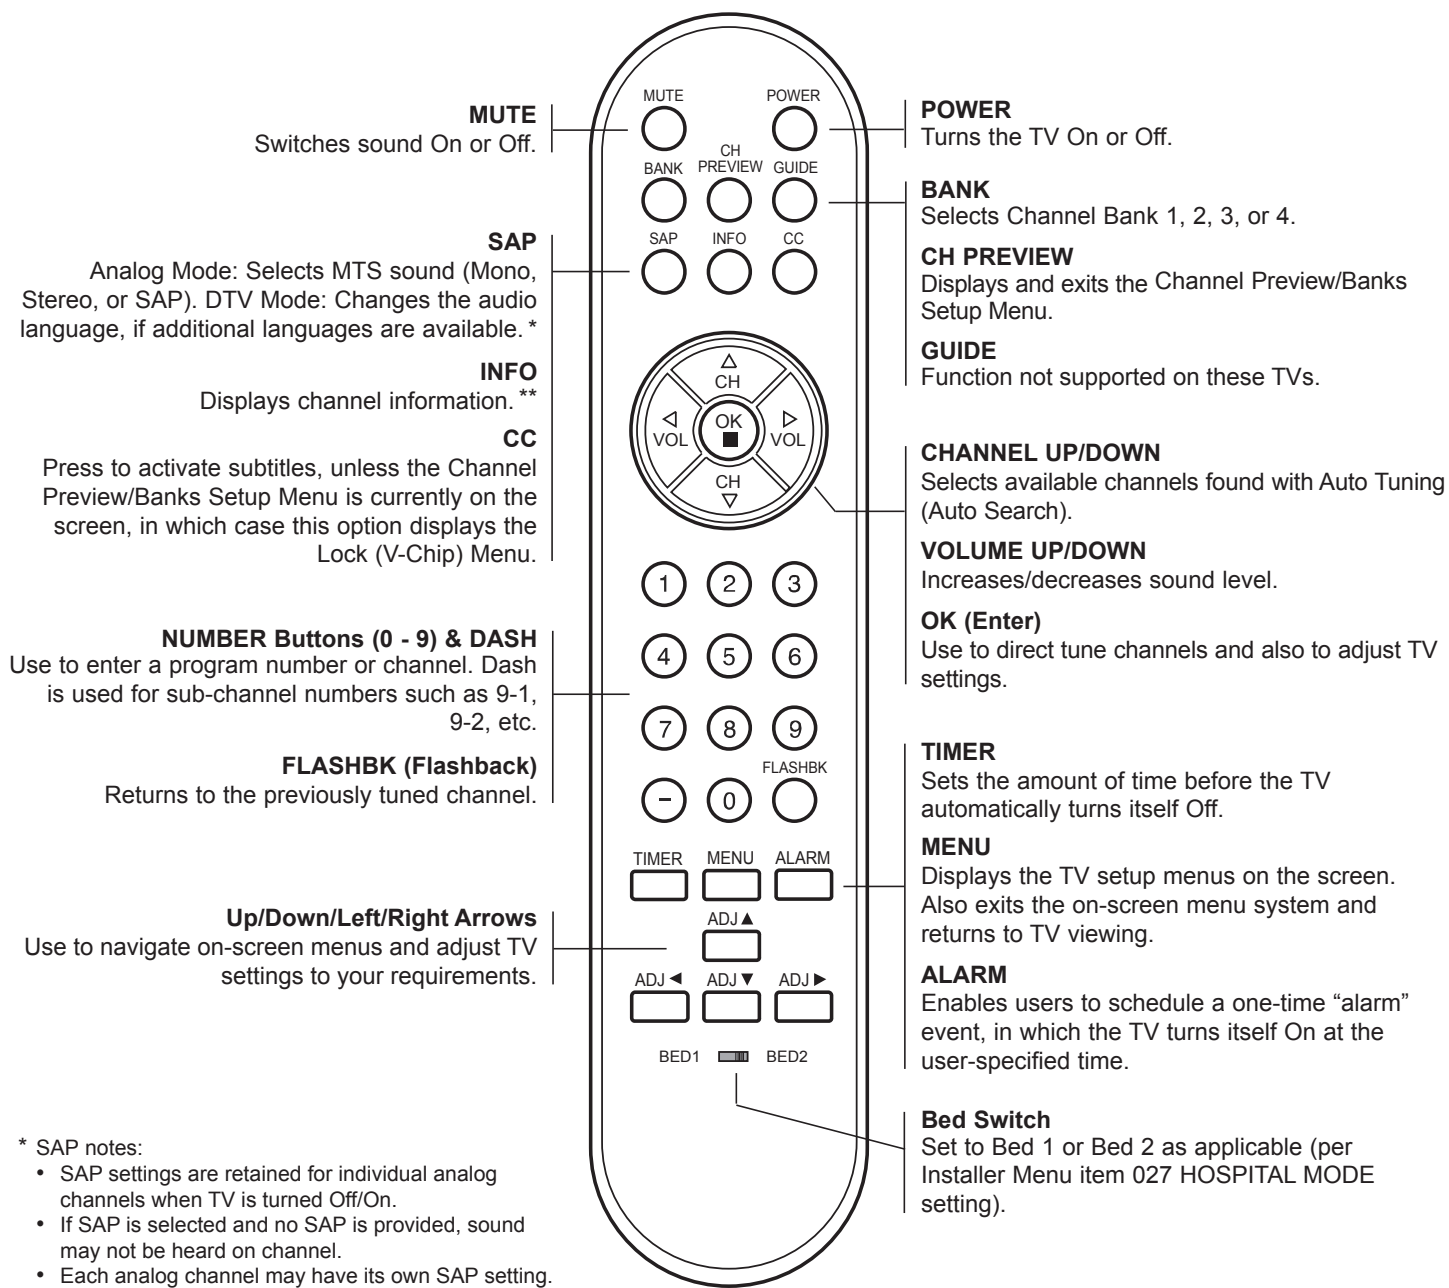 MUTE
Switches sound On or Off.
SAP
Analog Mode: Selects MTS sound (Mono,
Stereo, or SAP). DTV Mode: Changes the audio
language, if additional languages are available. *
INFO
Displays channel information. **
CC
Press to activate subtitles, unless the Channel
Preview/Banks Setup Menu is currently on the
screen, in which case this option displays the
Lock (V-Chip) Menu.
NUMBER Buttons (0 - 9) & DASH
Use to enter a program number or channel. Dash
is used for sub-channel numbers such as 9-1,
9-2, etc.
FLASHBK (Flashback)
Returns to the previously tuned channel.
Up/Down/Left/Right Arrows
Use to navigate on-screen menus and adjust TV
settings to your requirements.
* SAP notes:
• SAP settings are retained for individual analog
channels when TV is turned Off/On.
• If SAP is selected and no SAP is provided, sound
may not be heard on channel.
• Each analog channel may have its own SAP setting.
MUTE POWER
CH
BANK PREVIEW GUIDE
SAP INFO CC
△
CH
◁ OK ▷
VOL ■ VOL
CH
▽
1 2 3
4 5 6
7 8 9
FLASHBK
– 0
TIMER MENU ALARM
ADJ ▲
ADJ ◄ ADJ ▼ ADJ ►
BED1 BED2
POWER
Turns the TV On or Off.
BANK
Selects Channel Bank 1, 2, 3, or 4.
CH PREVIEW
Displays and exits the Channel Preview/Banks
Setup Menu.
GUIDE
Function not supported on these TVs.
CHANNEL UP/DOWN
Selects available channels found with Auto Tuning
(Auto Search).
VOLUME UP/DOWN
Increases/decreases sound level.
OK (Enter)
Use to direct tune channels and also to adjust TV
settings.
TIMER
Sets the amount of time before the TV
automatically turns itself Off.
MENU
Displays the TV setup menus on the screen.
Also exits the on-screen menu system and
returns to TV viewing.
ALARM
Enables users to schedule a one-time “alarm”
event, in which the TV turns itself On at the
user-specified time.
Bed Switch
Set to Bed 1 or Bed 2 as applicable (per
Installer Menu item 027 HOSPITAL MODE
setting).